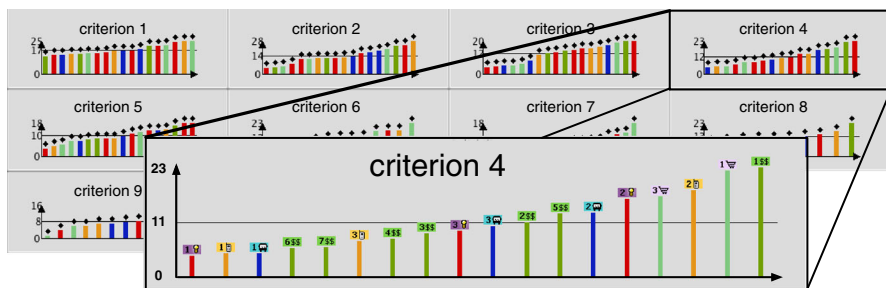 criterion 1
25
17
0
criterion 2
28
14
0
criterion 3
20
13
0
criterion 4
23
11
0
criterion 5
18
10
0
criterion 6
criterion 7
18
criterion 8
23
criterion 9
16
8
0
criterion 4
23
11
0
1 1 1 6$$ 7$$ 3 4$$ 3$$ 3 3 2$$ 5$$ 2 2 3 2 1 1$$